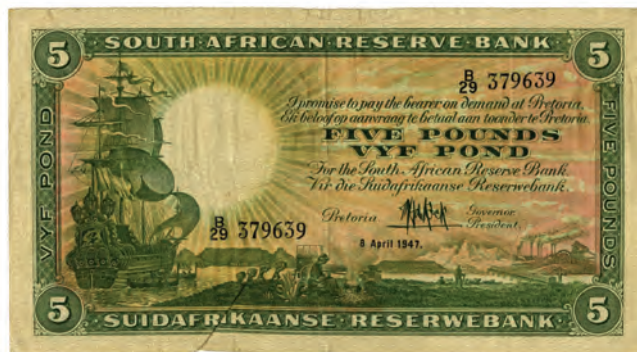 5 SOUTH·AFRICAN·RESERVE·BANK 5
B/29 379639
I promise to pay the bearer on demand at Pretoria.
Ek beloof op aanvraag te betaal aan toonder te Pretoria.
FIVE POUNDS
VYF POND
For the South African Reserve Bank.
Vir die Suidafrikaanse Reserwebank.
VYF POND
FIVE POUNDS
B/29 379639
Pretoria
Governor
President.
8 April 1947.
5 SUIDAFRIKAANSE·RESERWEBANK 5